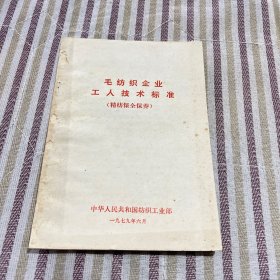 毛纺织企业
工人技术标准
（精纺保全保养）
中华人民共和国纺织工业部
一九七九年六月